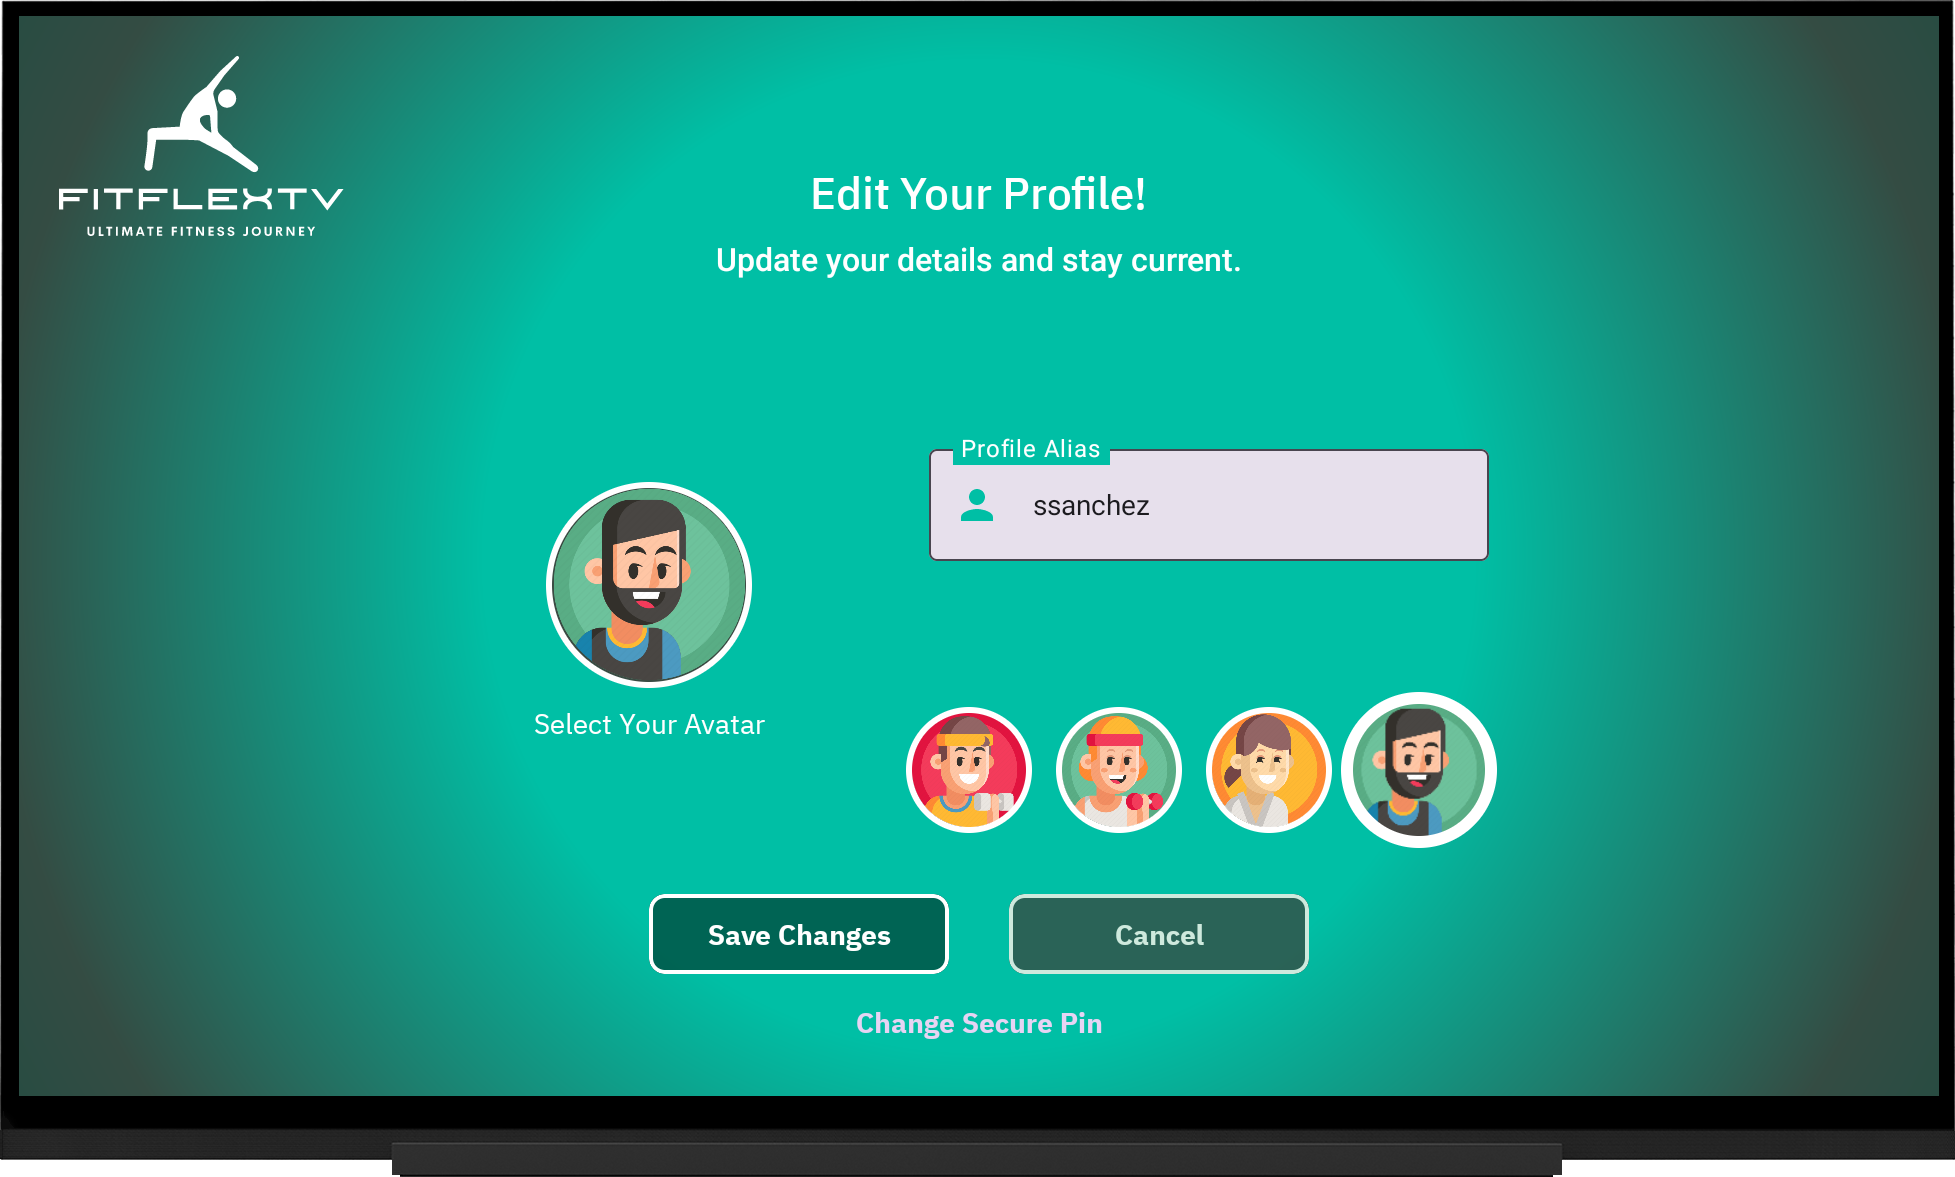 FITFLEXTV
ULTIMATE FITNESS JOURNEY
Edit Your Profile!
Update your details and stay current.
Profile Alias
ssanchez
Select Your Avatar
Save Changes
Cancel
Change Secure Pin